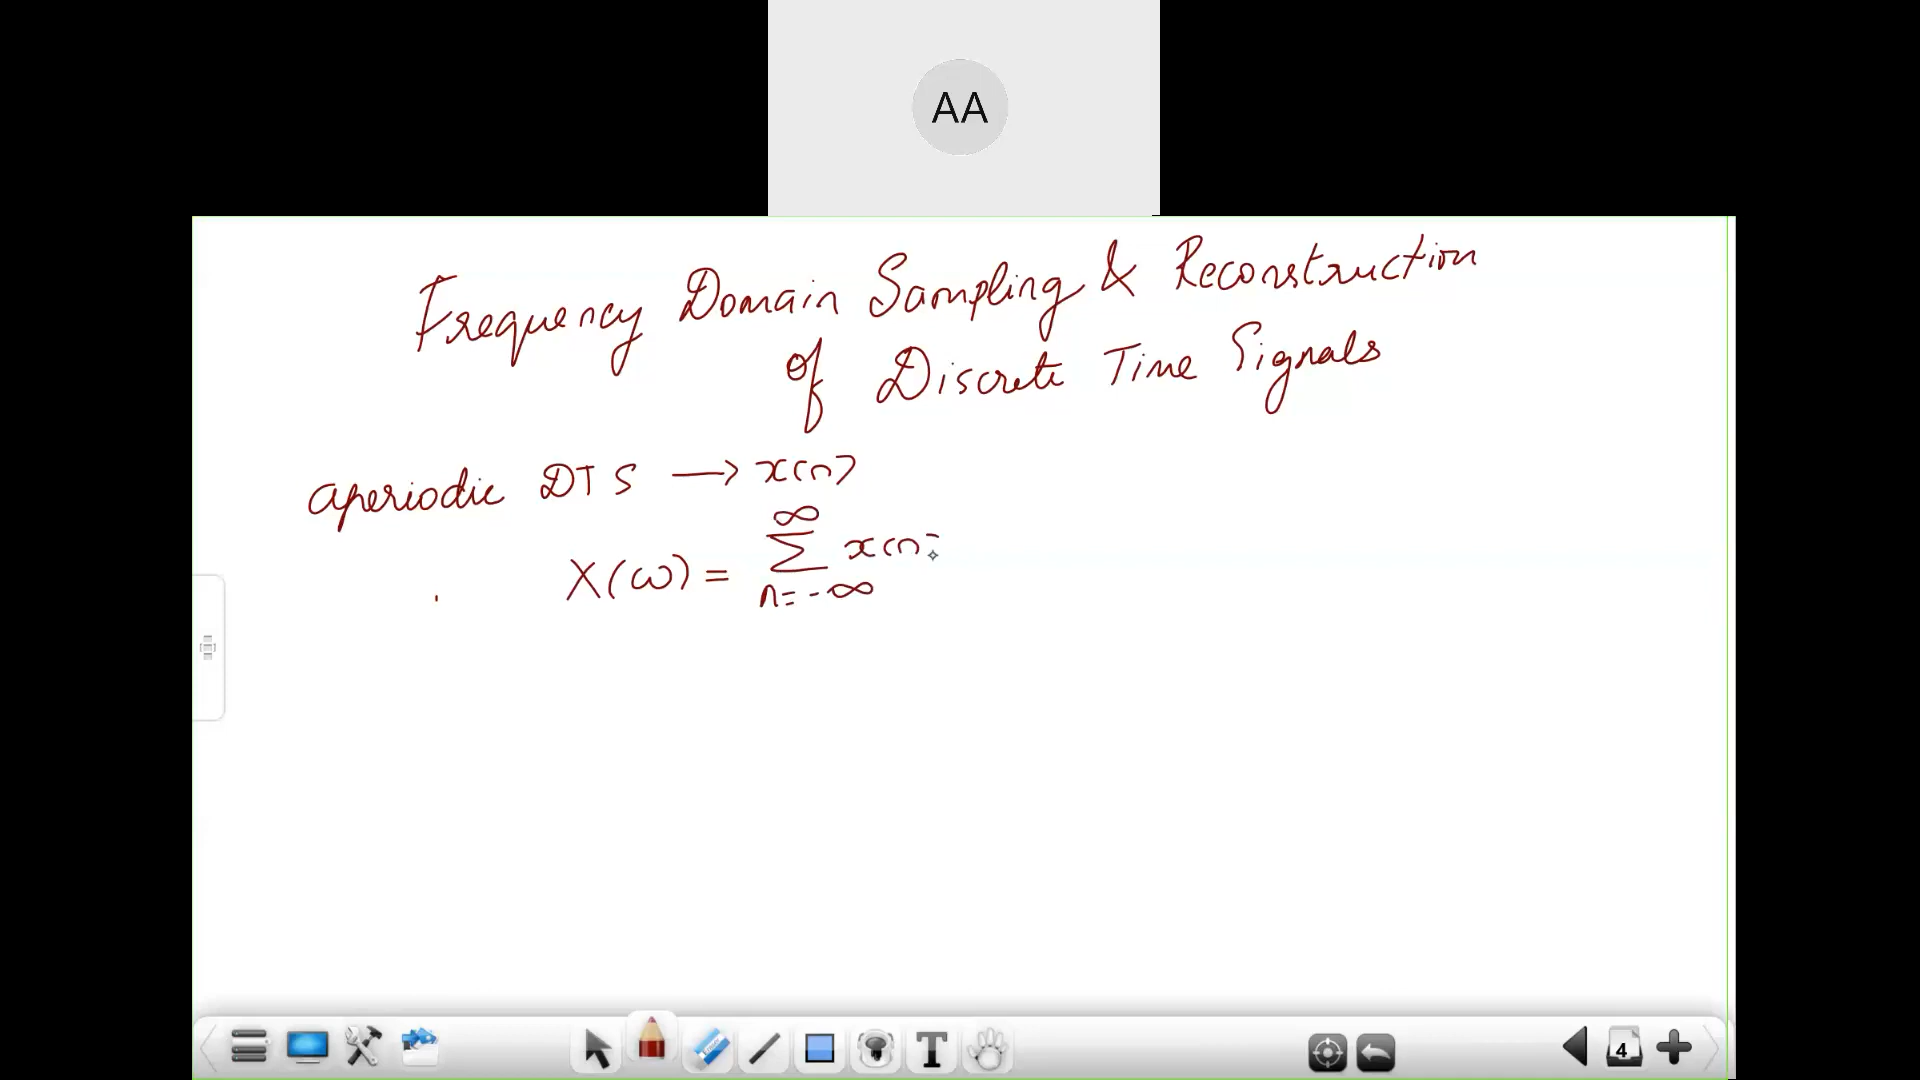 AA
Frequency Domain Sampling & Reconstruction
of Discrete Time Signals
aperiodic DTS → x(n)
∞
X(ω) = Σ x(n)
n=-∞
T
4